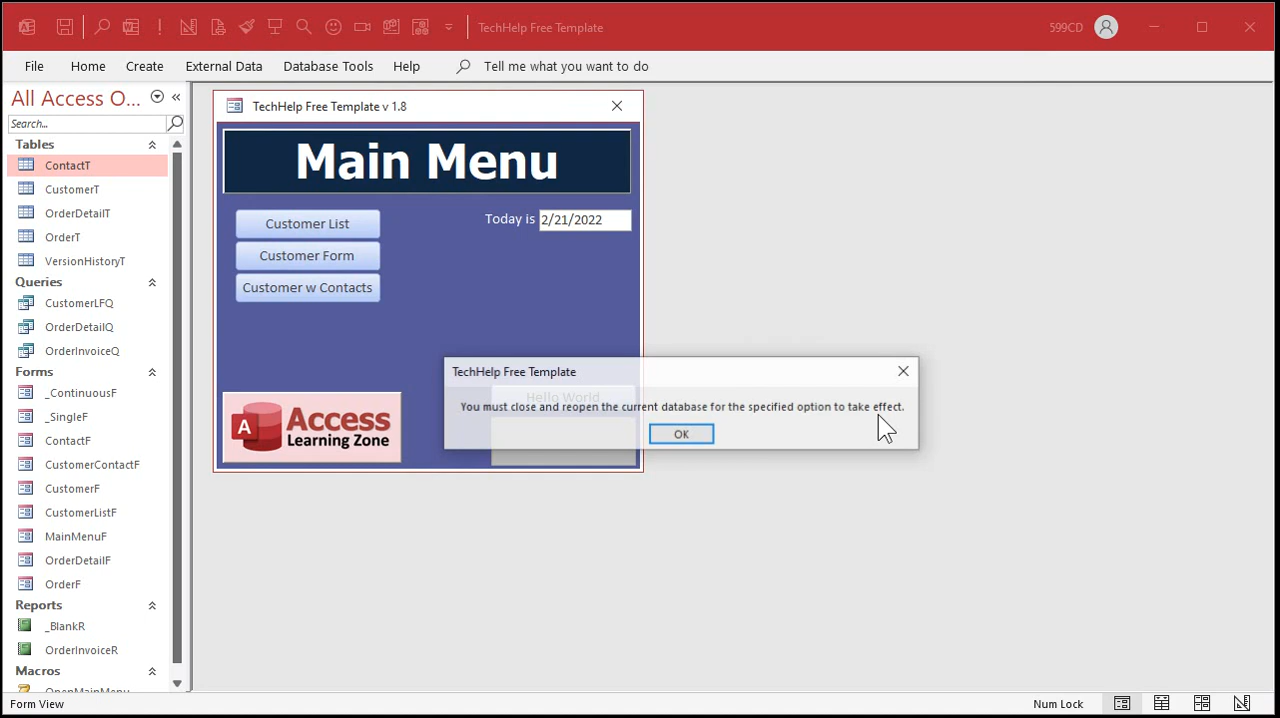 TechHelp Free Template
599CD
File Home Create External Data Database Tools Help Tell me what you want to do
All Access O...
Search...
Tables
ContactT
CustomerT
OrderDetailT
OrderT
VersionHistoryT
Queries
CustomerLFQ
OrderDetailQ
OrderInvoiceQ
Forms
_ContinuousF
_SingleF
ContactF
CustomerContactF
CustomerF
CustomerListF
MainMenuF
OrderDetailF
OrderF
Reports
_BlankR
OrderInvoiceR
Macros
OpenMainMenu
TechHelp Free Template v 1.8
Main Menu
Customer List
Today is 2/21/2022
Customer Form
Customer w Contacts
A Access
Learning Zone
Hello World
TechHelp Free Template
You must close and reopen the current database for the specified option to take effect.
OK
Form View
Num Lock